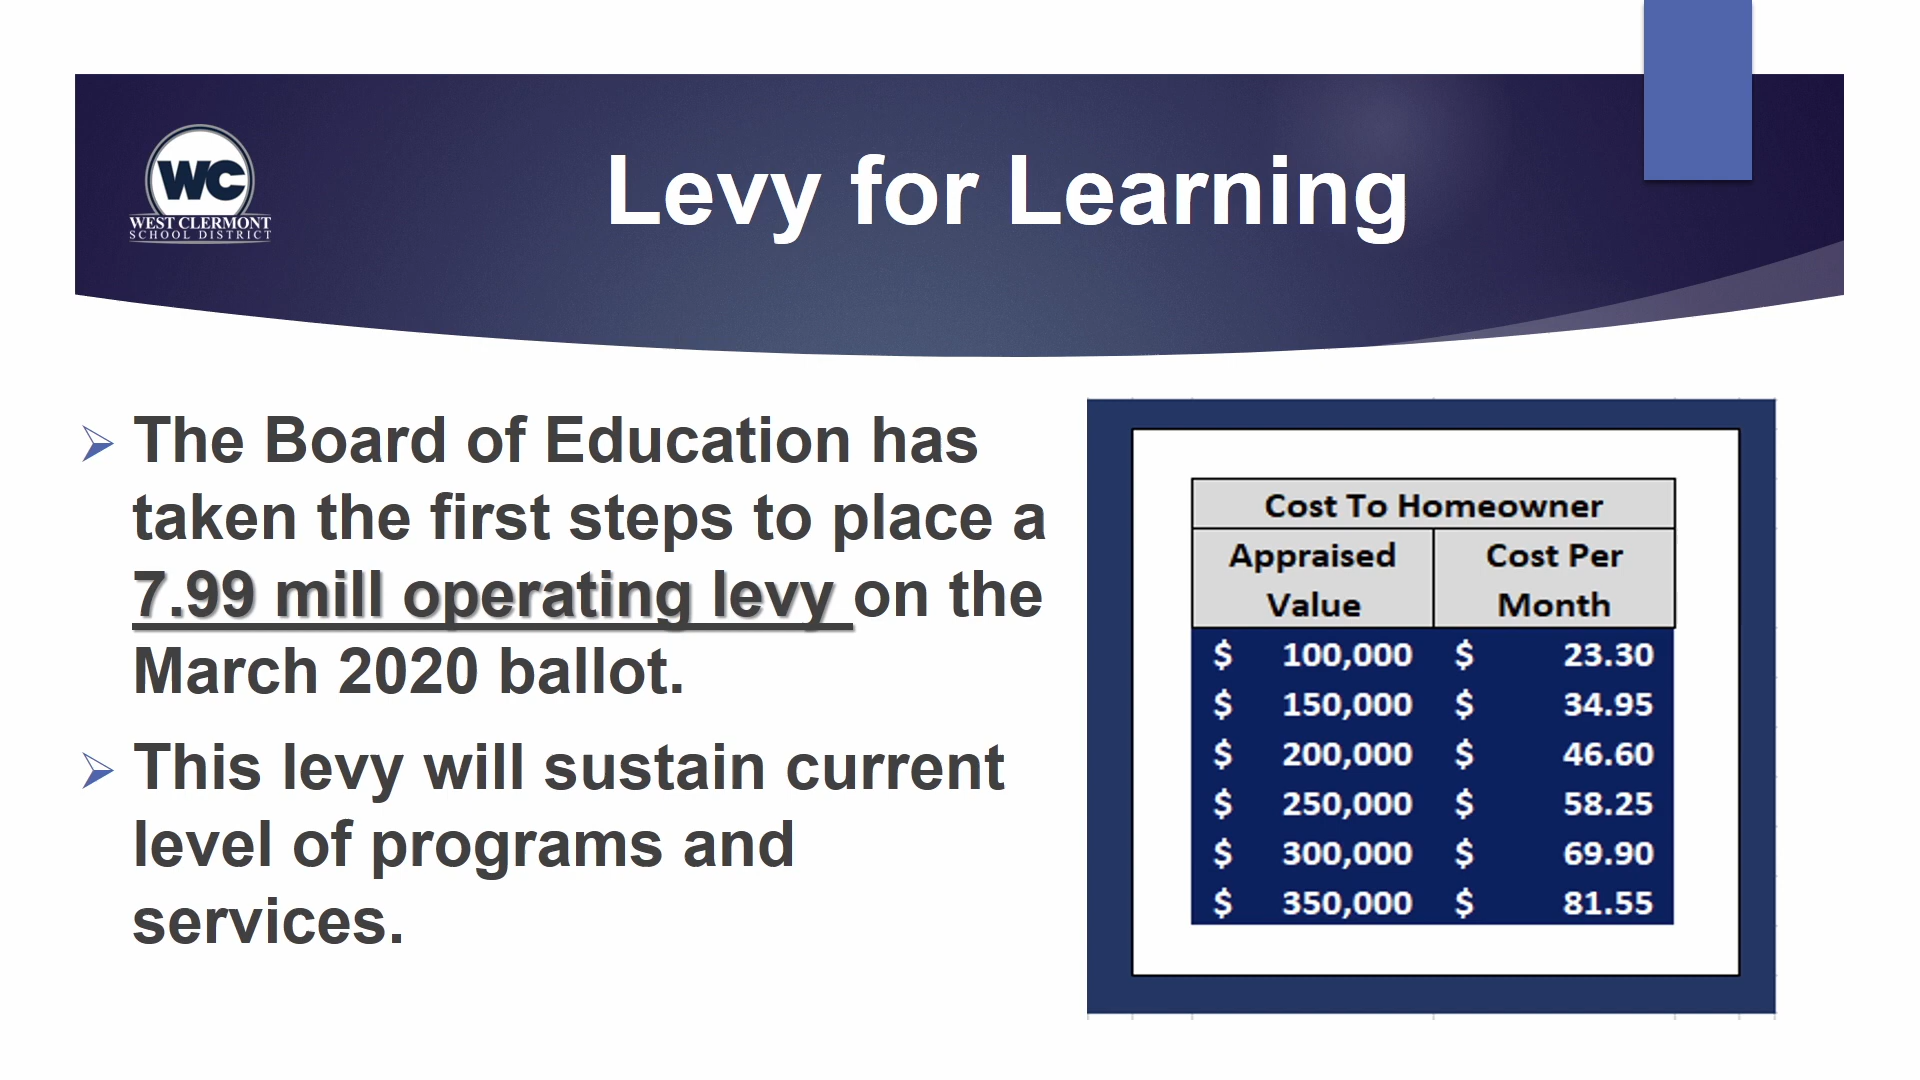 WC
WEST CLERMONT
SCHOOL DISTRICT
Levy for Learning
The Board of Education has
taken the first steps to place a
7.99 mill operating levy on the
March 2020 ballot.
This levy will sustain current
level of programs and
services.
Cost To Homeowner
Appraised Value Cost Per Month
$ 100,000 $ 23.30
$ 150,000 $ 34.95
$ 200,000 $ 46.60
$ 250,000 $ 58.25
$ 300,000 $ 69.90
$ 350,000 $ 81.55